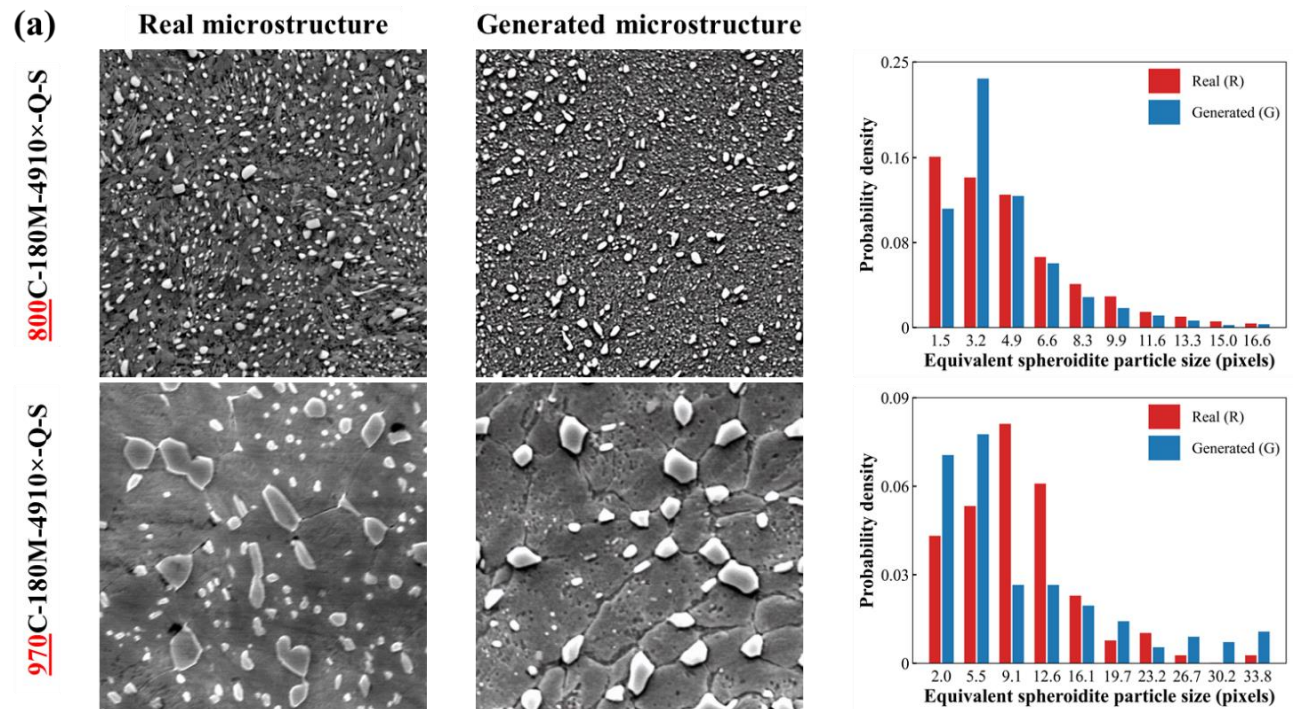 (a)
Real microstructure
Generated microstructure
800C-180M-4910×-Q-S
0.25
0.16
0.08
0
Probability density
Real (R)
Generated (G)
1.5 3.2 4.9 6.6 8.3 9.9 11.6 13.3 15.0 16.6
Equivalent spheroidite particle size (pixels)
970C-180M-4910×-Q-S
0.09
0.06
0.03
0
Probability density
Real (R)
Generated (G)
2.0 5.5 9.1 12.6 16.1 19.7 23.2 26.7 30.2 33.8
Equivalent spheroidite particle size (pixels)